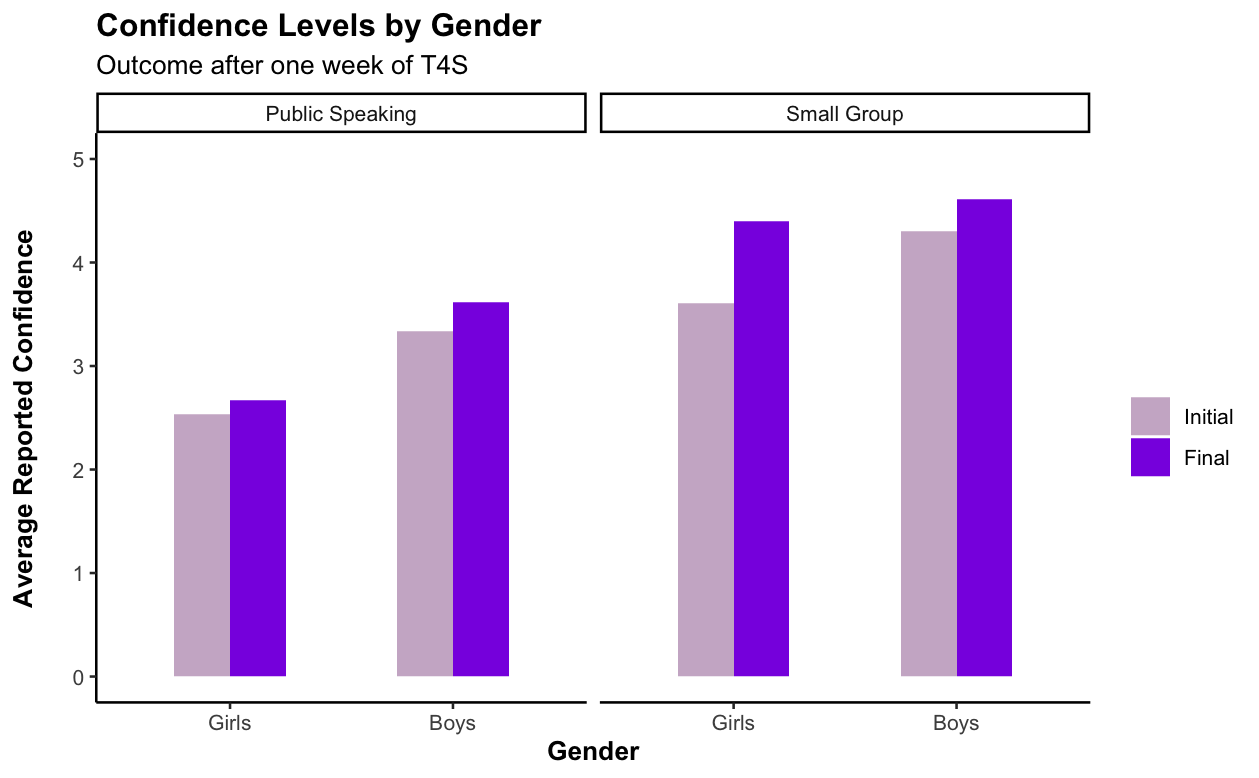 Confidence Levels by Gender
Outcome after one week of T4S
Public Speaking
Small Group
Average Reported Confidence
5
4
3
2
1
0
Girls
Boys
Girls
Boys
Gender
Initial
Final